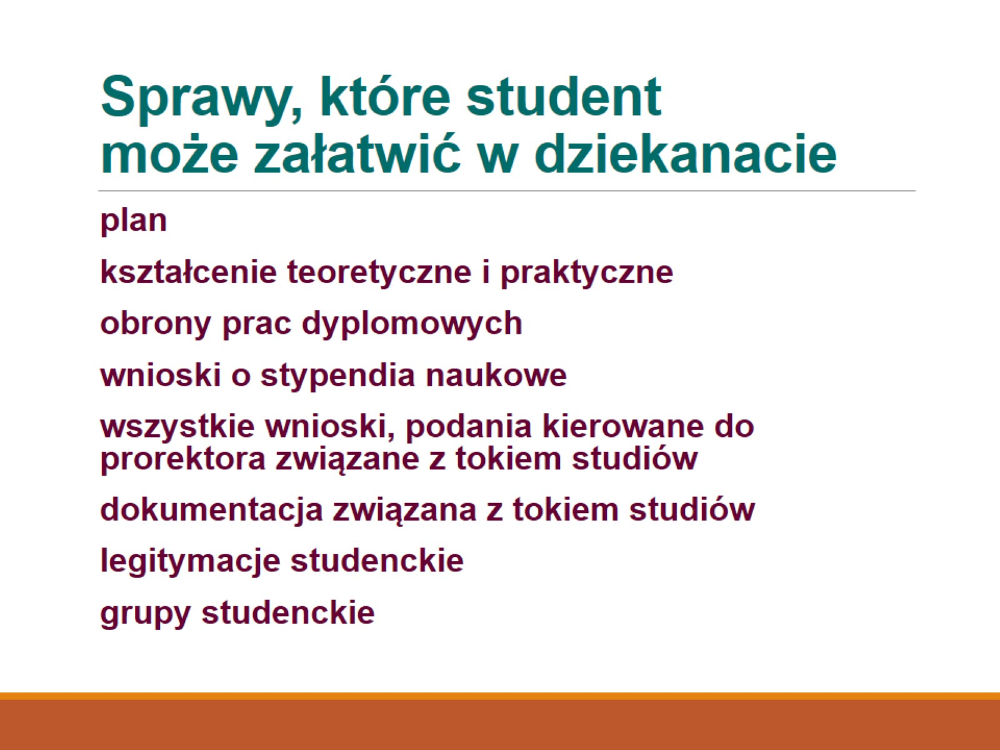 Sprawy, które student
może załatwić w dziekanacie
plan
kształcenie teoretyczne i praktyczne
obrony prac dyplomowych
wnioski o stypendia naukowe
wszystkie wnioski, podania kierowane do
prorektora związane z tokiem studiów
dokumentacja związana z tokiem studiów
legitymacje studenckie
grupy studenckie